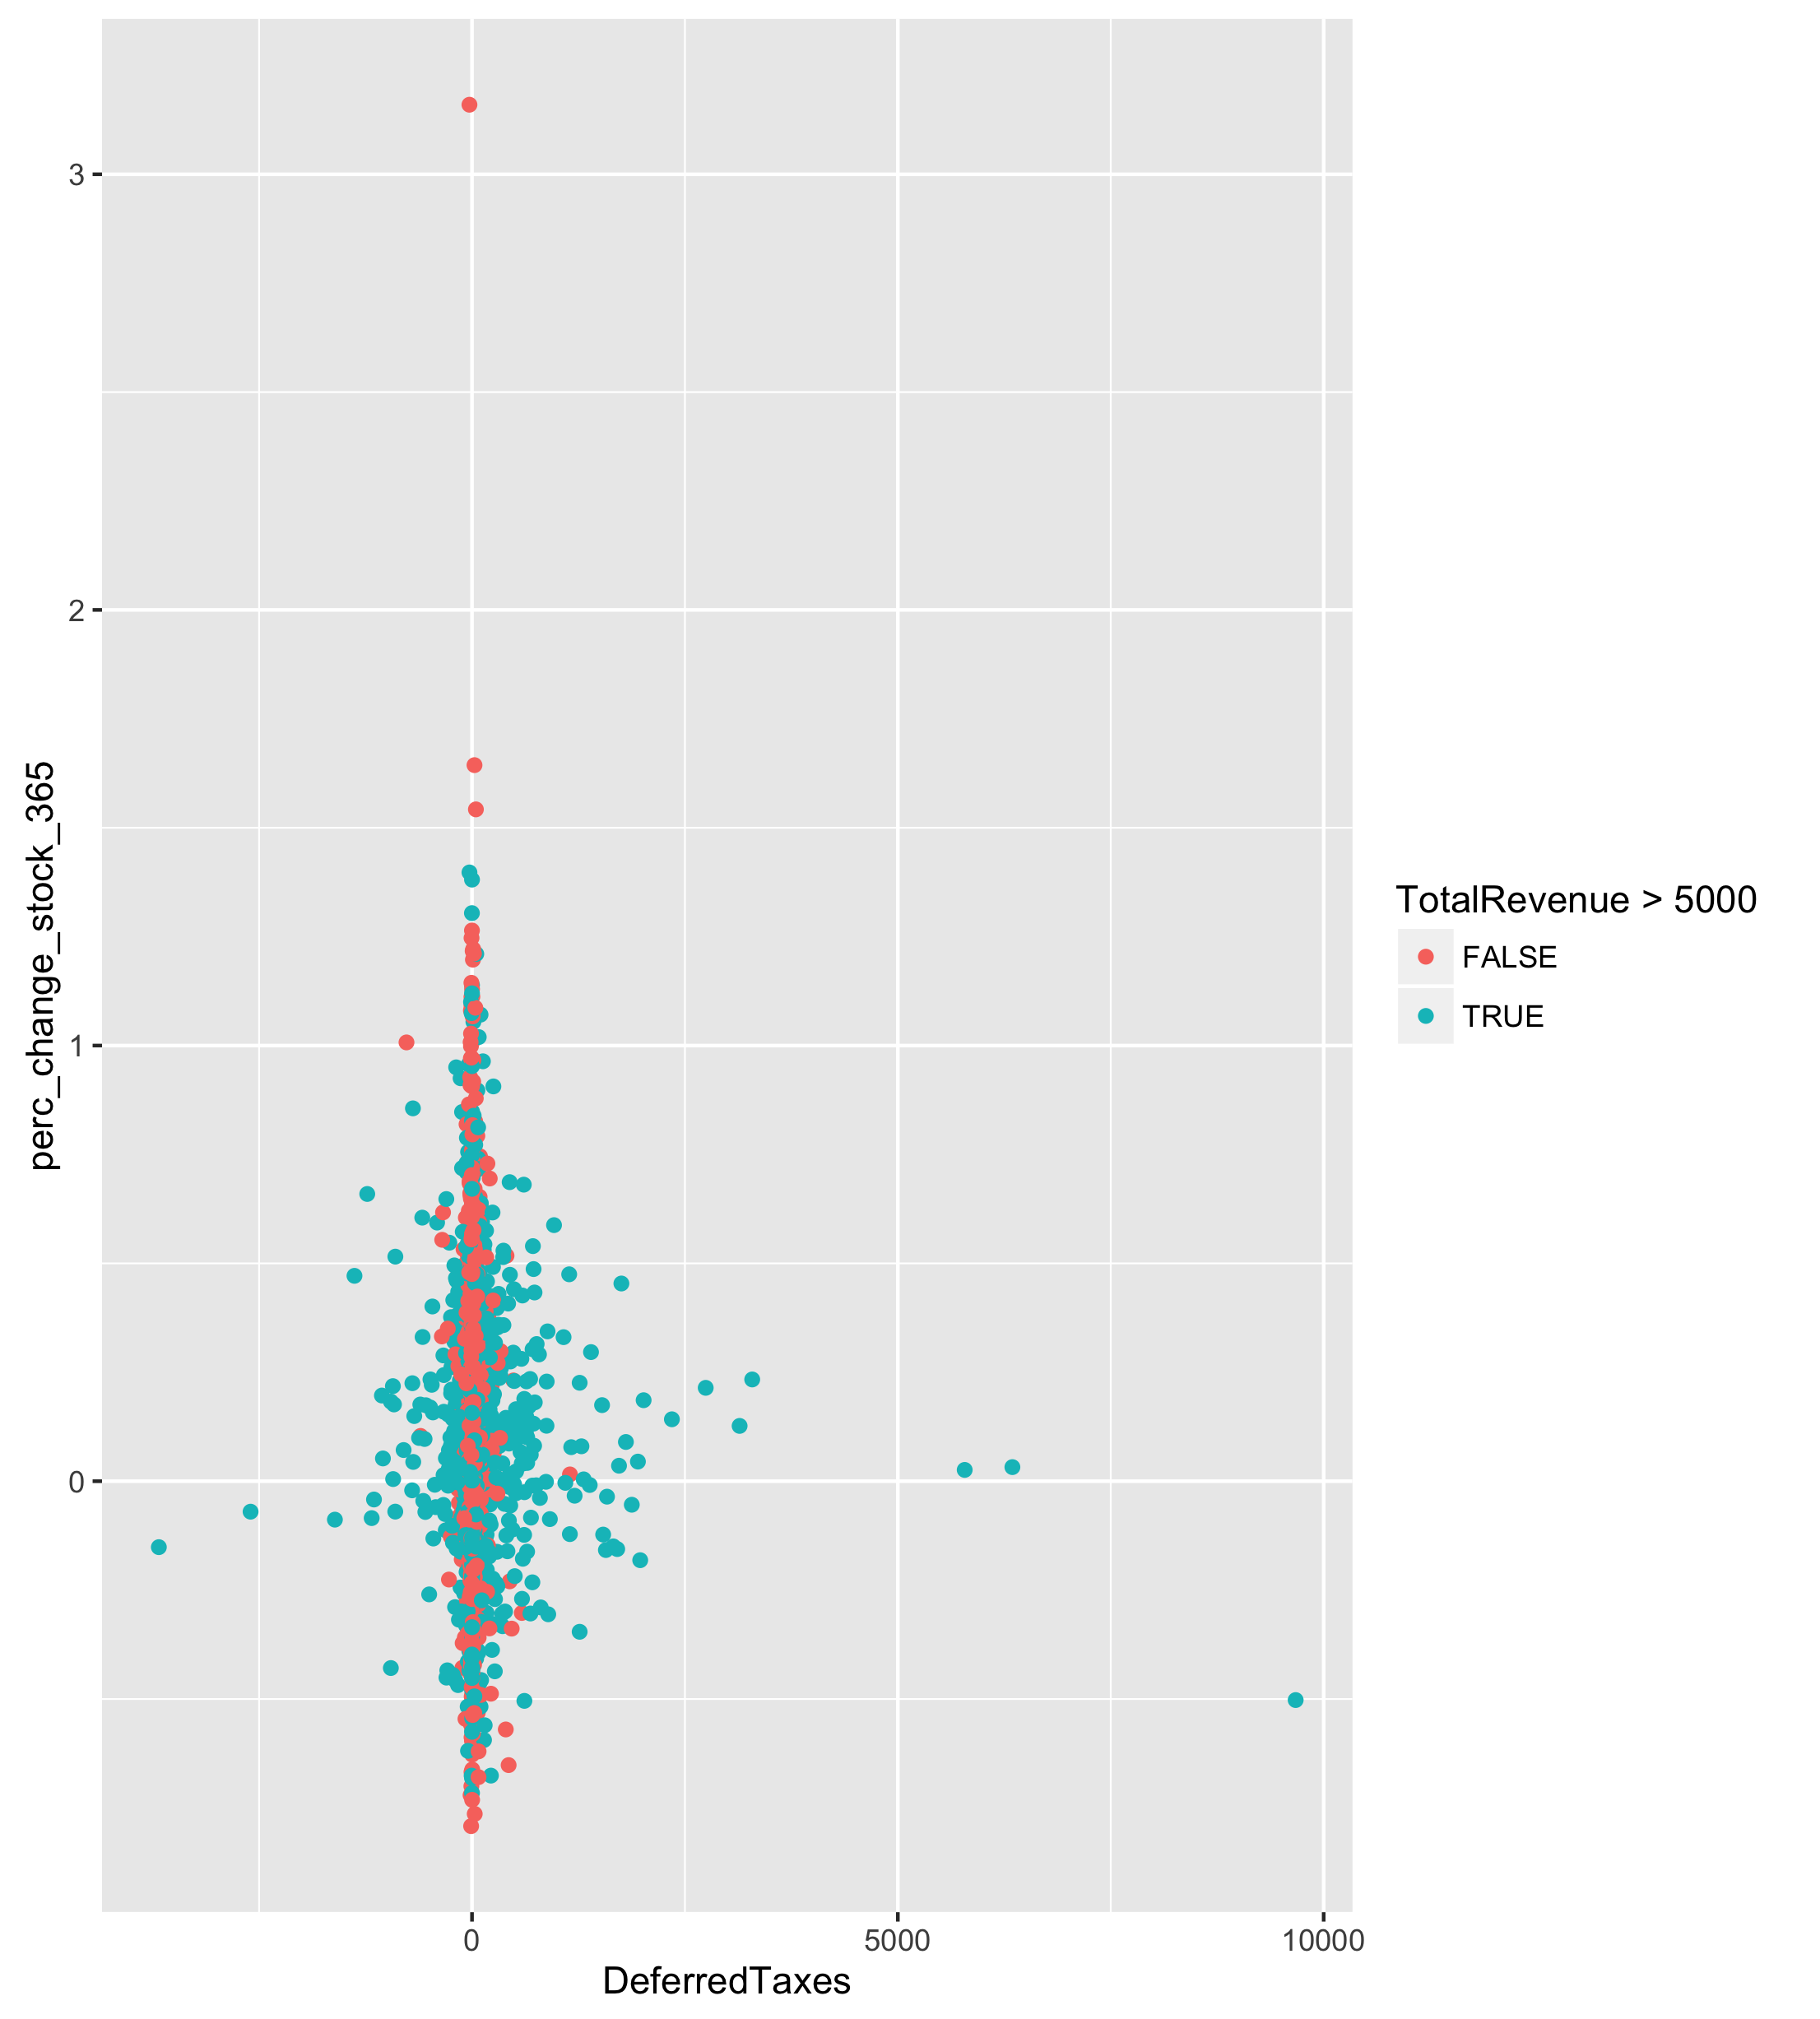 perc_change_stock_365
3
2
1
0
0
5000
10000
DeferredTaxes
TotalRevenue > 5000
FALSE
TRUE